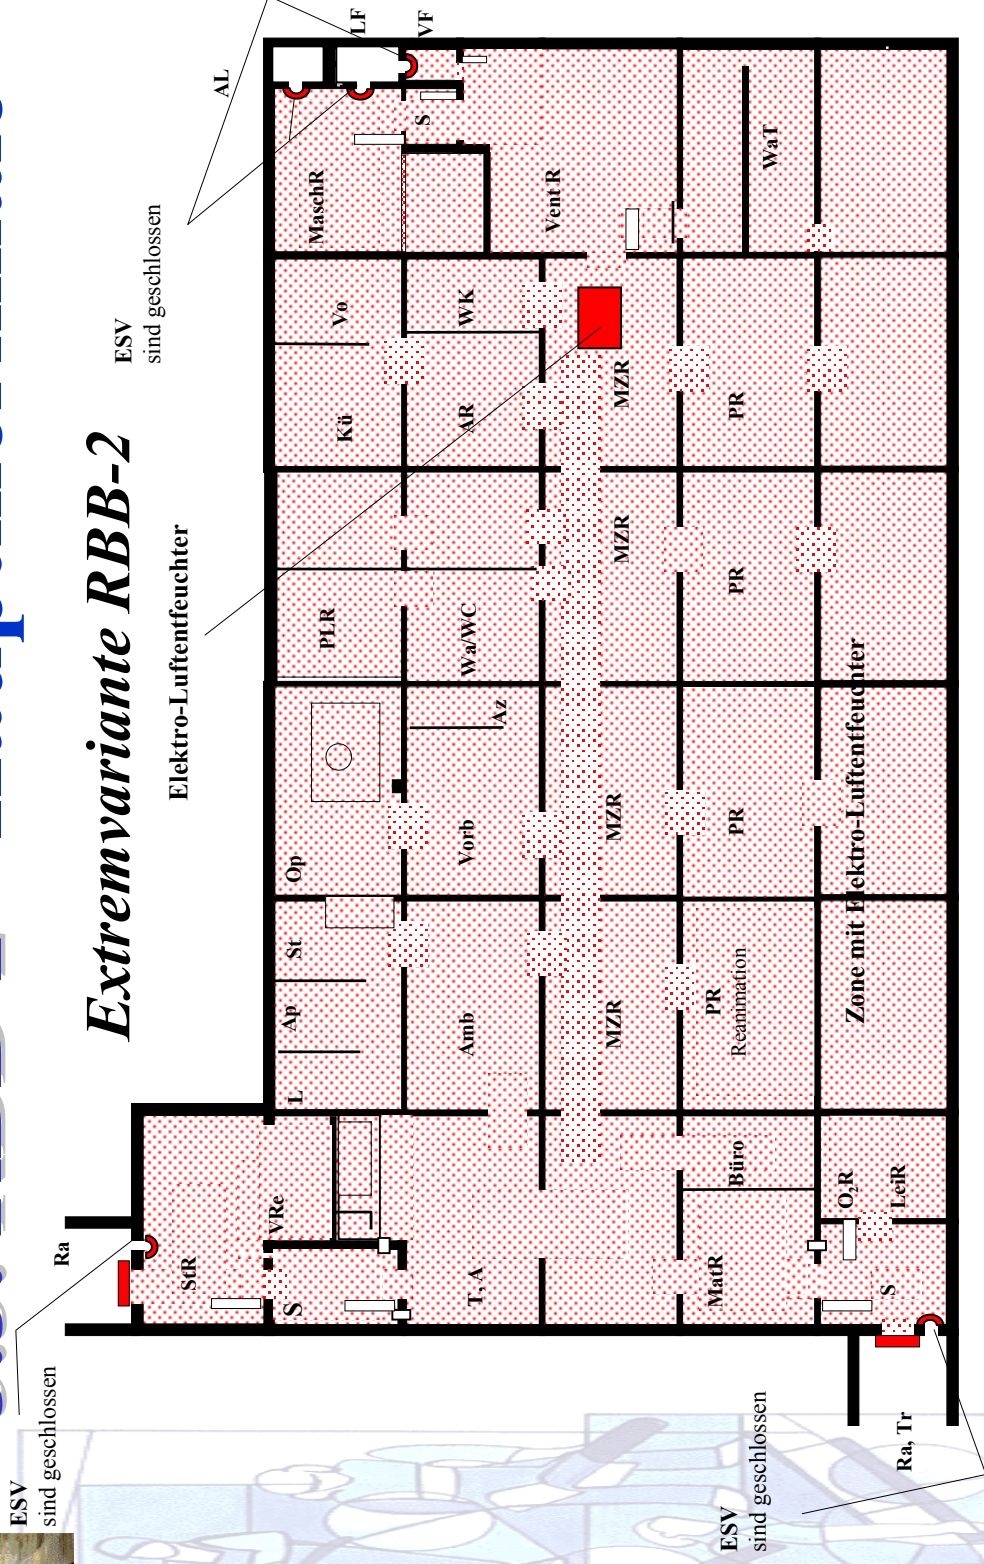 Extremvariante RBB-2
Elektro-Luftentfeuchter
ESV
sind geschlossen
ESV
sind geschlossen
ESV
sind geschlossen
Ra
Ra, Tr
AL
LF
VF
StR
VRe
S
L
Ap
St
Op
PLR
Kü
Vo
MaschR
S
T, A
Amb
Vorb
Az
Wa/WC
AR
WK
Vent R
MZR
MZR
MZR
MZR
MatR
Büro
PR
Reanimation
PR
PR
PR
WaT
S
O₂R
LeiR
Zone mit Elektro-Luftentfeuchter